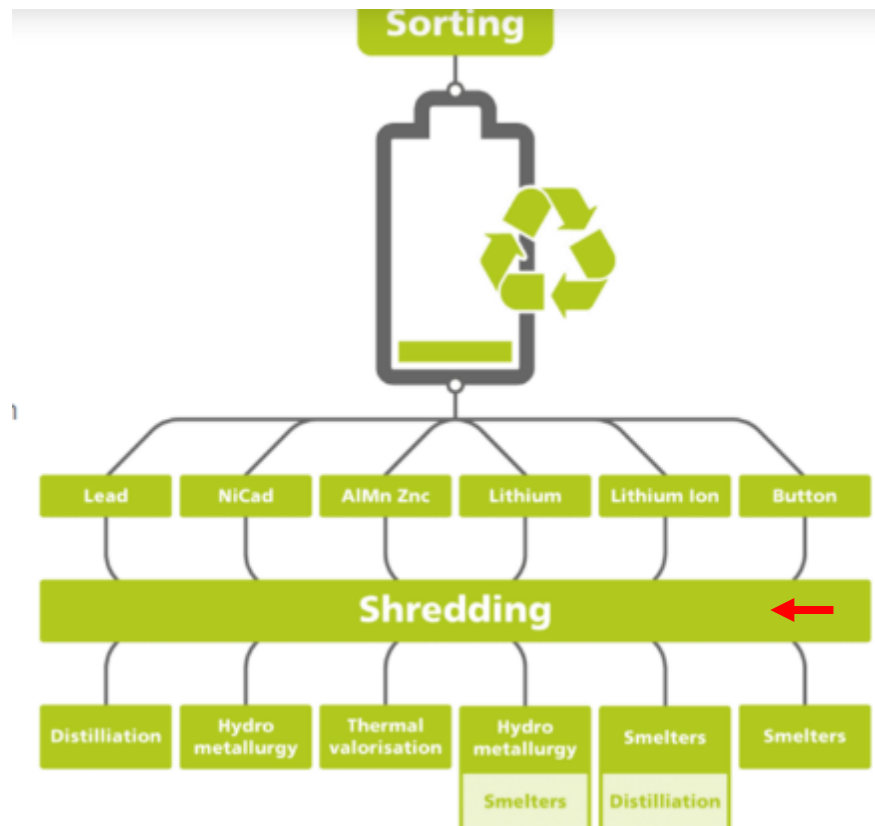 Sorting
n
Lead
NiCad
AlMn Znc
Lithium
Lithium Ion
Button
Shredding
Distilliation
Hydro
metallurgy
Thermal
valorisation
Hydro
metallurgy
Smelters
Smelters
Distilliation
Smelters